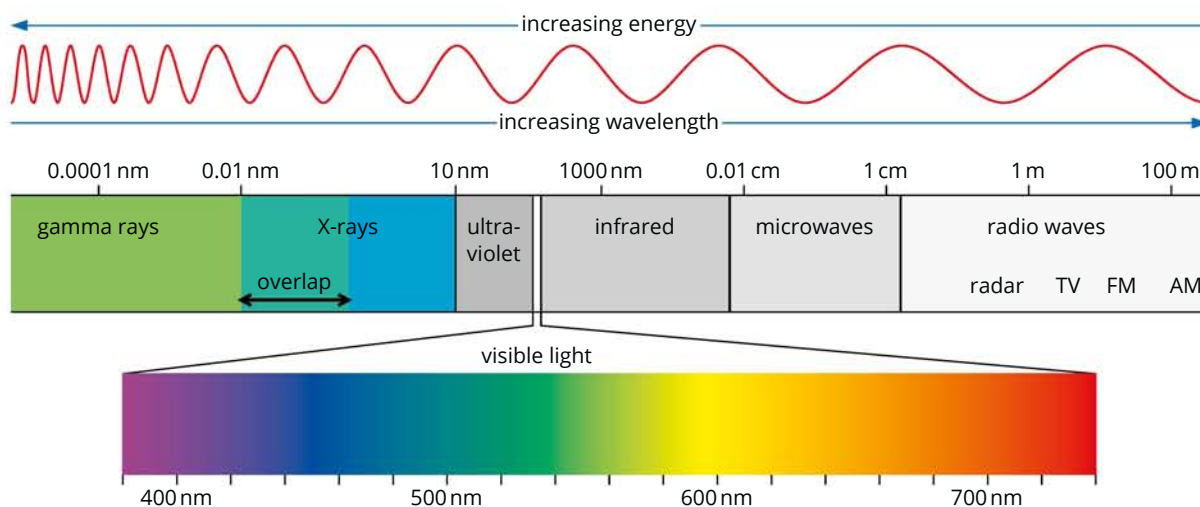 increasing energy
increasing wavelength
0.0001 nm 0.01 nm 10 nm 1000 nm 0.01 cm 1 cm 1 m 100 m
gamma rays X-rays ultra- infrared microwaves radio waves
violet
overlap radar TV FM AM
visible light
400 nm 500 nm 600 nm 700 nm